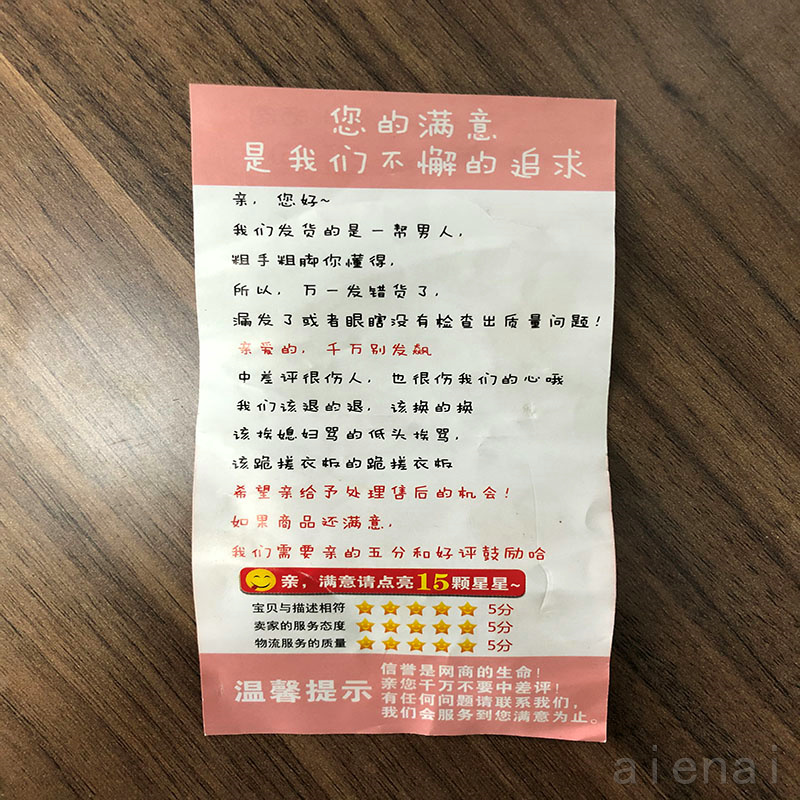 您的满意
是我们不懈的追求
亲，您好~
我们发货的是一帮男人，
粗手粗脚你懂得，
所以，万一发错货了，
漏发了或者眼瞎没有检查出质量问题！
亲爱的，千万别发飙
中差评很伤人，也很伤我们的心哦
我们该退的退，该换的换
该挨媳妇骂的低头挨骂，
该跪搓衣板的跪搓衣板
希望亲给予处理售后的机会！
如果商品还满意，
我们需要亲的五分和好评鼓励哈
亲，满意请点亮15颗星星~
宝贝与描述相符 5分
卖家的服务态度 5分
物流服务的质量 5分
温馨提示
信誉是网商的生命！
亲您千万不要中差评！
有任何问题请联系我们，
我们会服务到您满意为止。
aienai